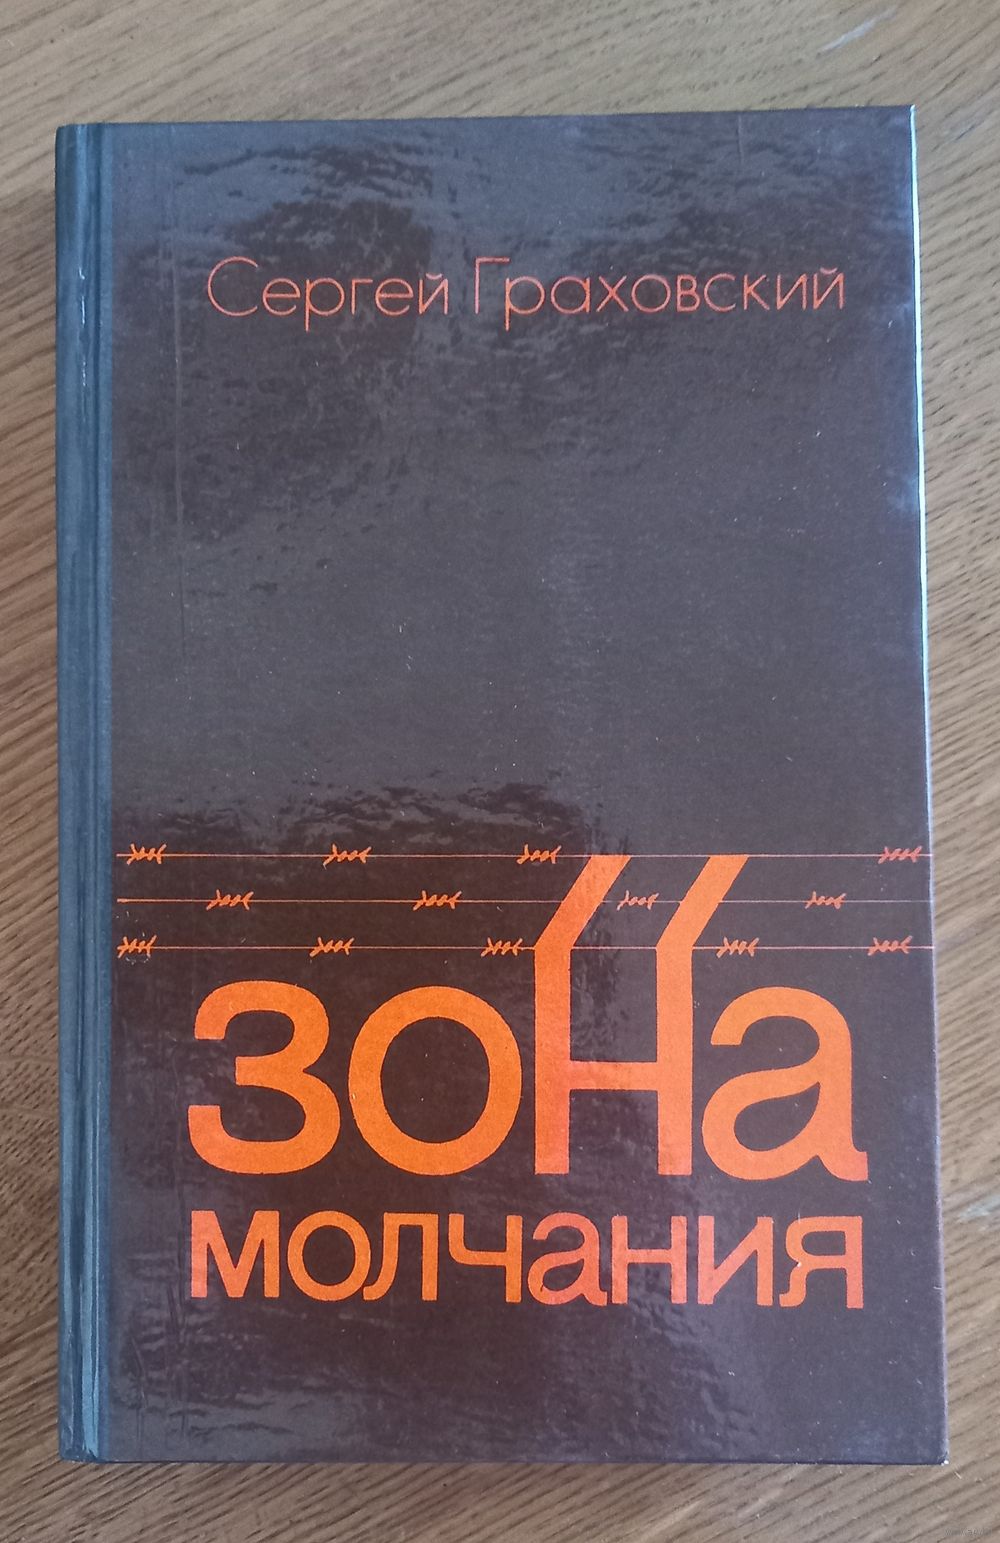 Сергей Граховский
зона
молчания